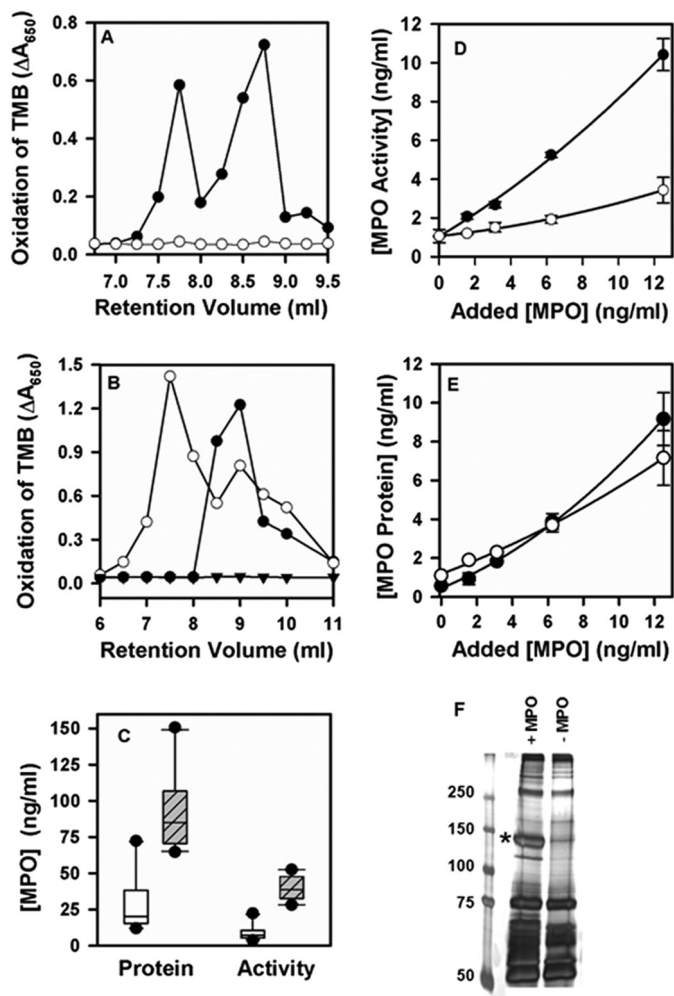 A
Oxidation of TMB (ΔA650)
0.8
0.6
0.4
0.2
0.0
7.0 7.5 8.0 8.5 9.0 9.5
Retention Volume (ml)
D
[MPO Activity] (ng/ml)
12
10
8
6
4
2
0
0 2 4 6 8 10 12
Added [MPO] (ng/ml)
B
Oxidation of TMB (ΔA650)
1.5
1.2
0.9
0.6
0.3
0.0
6 7 8 9 10 11
Retention Volume (ml)
E
[MPO Protein] (ng/ml)
12
10
8
6
4
2
0
0 2 4 6 8 10 12
Added [MPO] (ng/ml)
C
[MPO] (ng/ml)
150
125
100
75
50
25
0
Protein Activity
F
+ MPO
- MPO
250
150
*
100
75
50